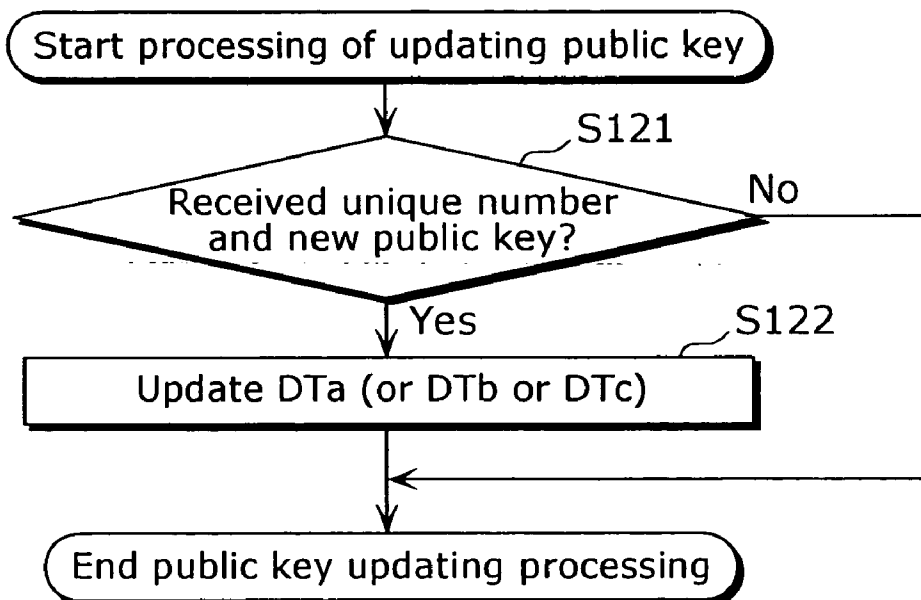 Start processing of updating public key
S121
Received unique number
and new public key?
No
Yes
S122
Update DTa (or DTb or DTc)
End public key updating processing